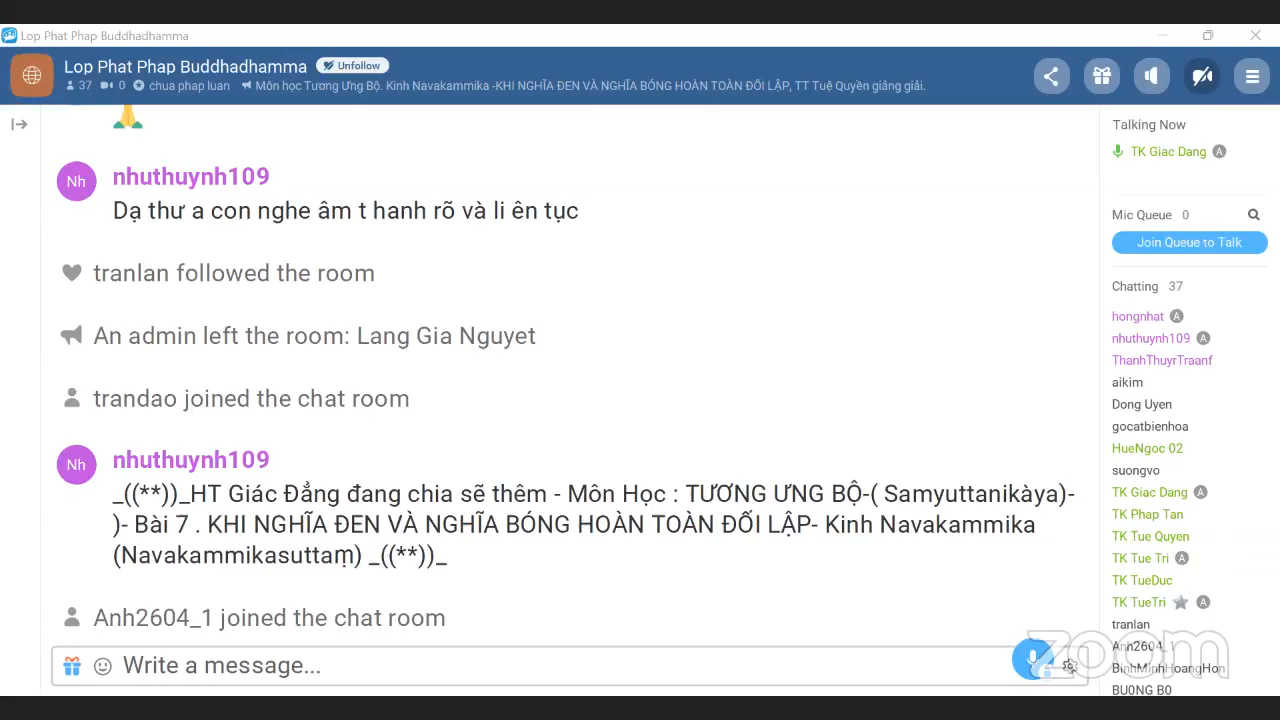 Lop Phat Phap Buddhadhamma
Lop Phat Phap Buddhadhamma Unfollow
37 0 chua phap luan Môn học Tương Ưng Bộ. Kinh Navakammika -KHI NGHĨA ĐEN VÀ NGHĨA BÓNG HOÀN TOÀN ĐỐI LẬP, TT Tuệ Quyền giảng giải.
Nh nhuthuynh109
Dạ thư a con nghe âm t hanh rõ và li ên tục
tranlan followed the room
An admin left the room: Lang Gia Nguyet
trandao joined the chat room
Nh nhuthuynh109
_((**))_HT Giác Đẳng đang chia sẽ thêm - Môn Học : TƯƠNG ƯNG BỘ-( Samyuttanikàya)-
)- Bài 7 . KHI NGHĨA ĐEN VÀ NGHĨA BÓNG HOÀN TOÀN ĐỐI LẬP- Kinh Navakammika
(Navakammikasuttaṃ) _((**))_
Anh2604_1 joined the chat room
Write a message...
Talking Now
TK Giac Dang A
Mic Queue 0
Join Queue to Talk
Chatting 37
hongnhat A
nhuthuynh109 A
ThanhThuyrTraanf
aikim
Dong Uyen
gocatbienhoa
HueNgoc 02
suongvo
TK Giac Dang A
TK Phap Tan
TK Tue Quyen
TK Tue Tri A
TK TueDuc
TK TueTri A
tranlan
Anh2604_1
BinhMinhHoangHon
BU0NG B0
zoom